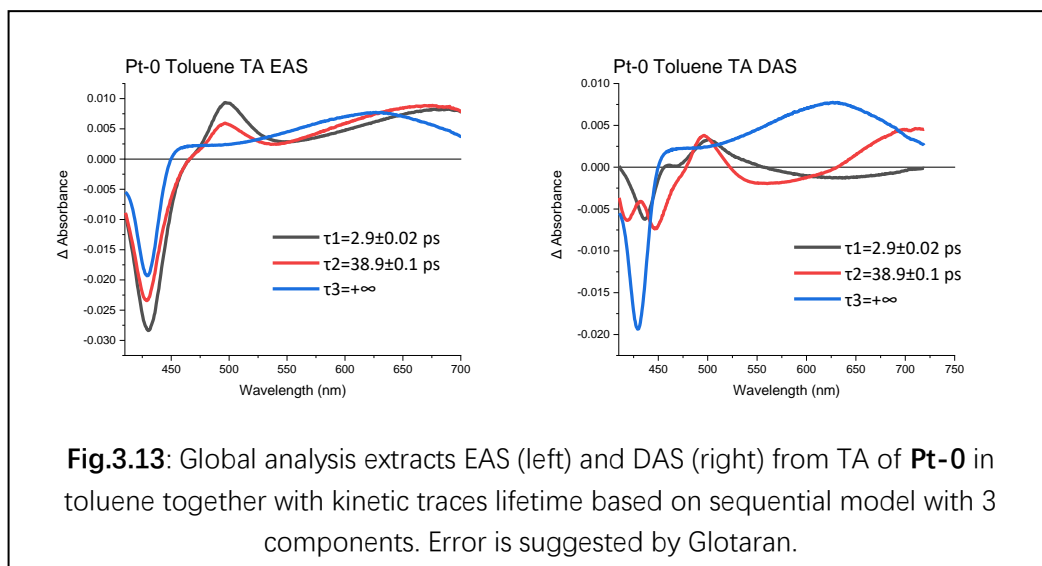 Pt-0 Toluene TA EAS
0.010
0.005
0.000
-0.005
-0.010
-0.015
-0.020
-0.025
-0.030
Δ Absorbance
τ1=2.9±0.02 ps
τ2=38.9±0.1 ps
τ3=+∞
450 500 550 600 650 700
Wavelength (nm)
Pt-0 Toluene TA DAS
0.010
0.005
0.000
-0.005
-0.010
-0.015
-0.020
Δ Absorbance
τ1=2.9±0.02 ps
τ2=38.9±0.1 ps
τ3=+∞
450 500 550 600 650 700 750
Wavelength (nm)
Fig.3.13: Global analysis extracts EAS (left) and DAS (right) from TA of Pt-0 in
toluene together with kinetic traces lifetime based on sequential model with 3
components. Error is suggested by Glotaran.